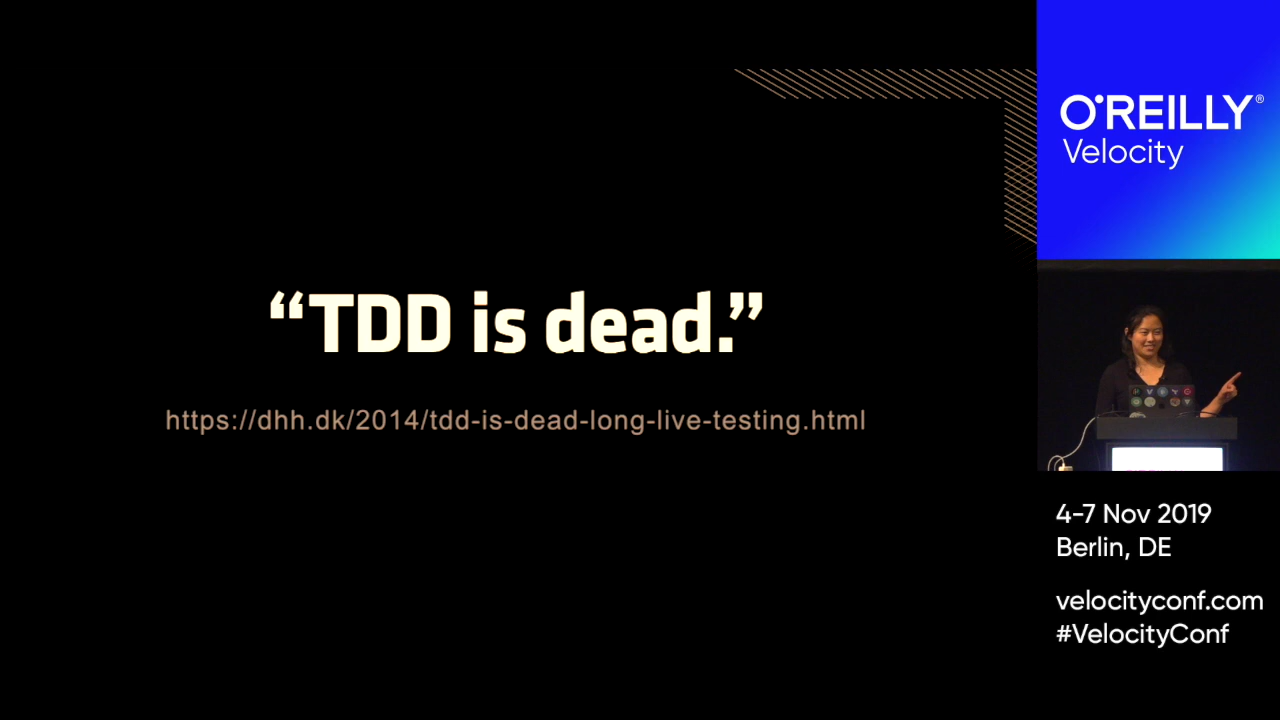 “TDD is dead.”
https://dhh.dk/2014/tdd-is-dead-long-live-testing.html
O'REILLY®
Velocity
4-7 Nov 2019
Berlin, DE
velocityconf.com
#VelocityConf